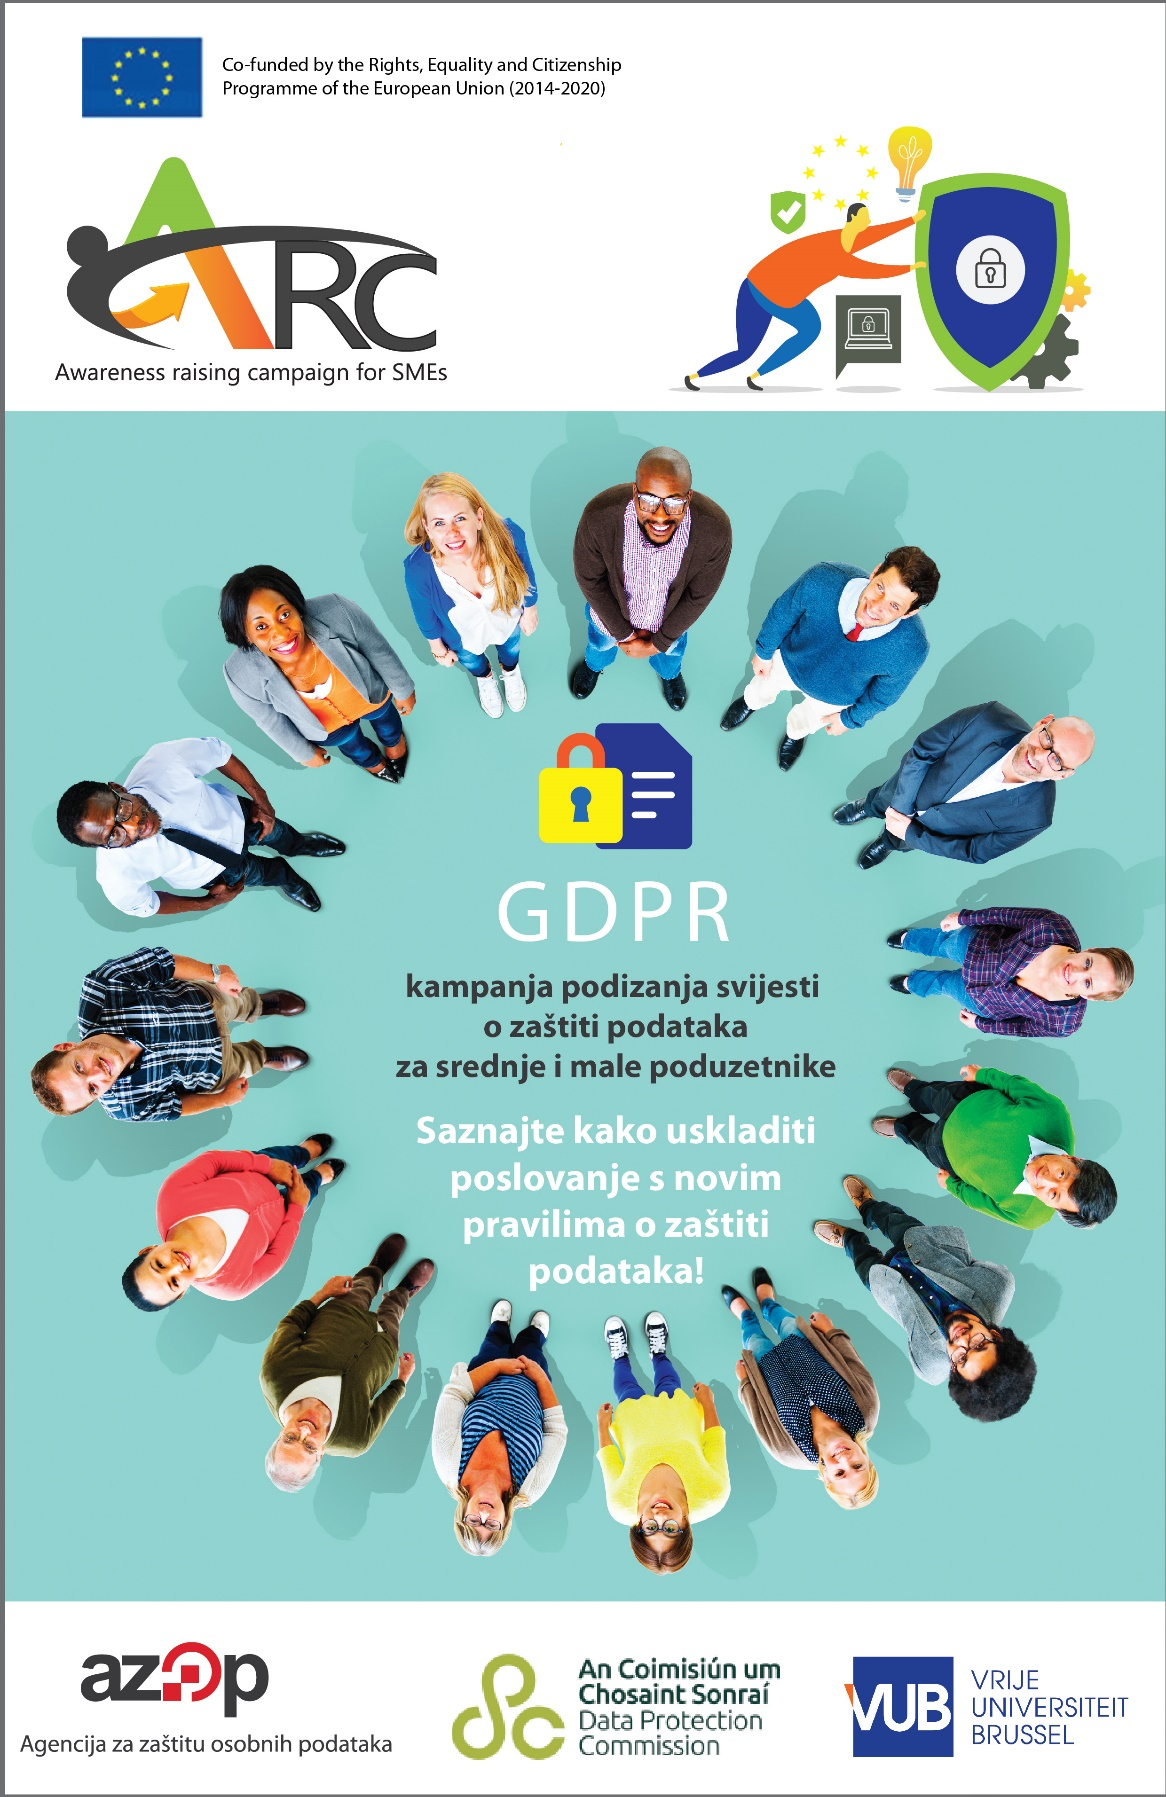 Co-funded by the Rights, Equality and Citizenship
Programme of the European Union (2014-2020)
ARC
Awareness raising campaign for SMEs
GDPR
kampanja podizanja svijesti
o zaštiti podataka
za srednje i male poduzetnike
Saznajte kako uskladiti
poslovanje s novim
pravilima o zaštiti
podataka!
azop
Agencija za zaštitu osobnih podataka
An Coimisiún um
Chosaint Sonraí
Data Protection
Commission
VUB
VRIJE
UNIVERSITEIT
BRUSSEL